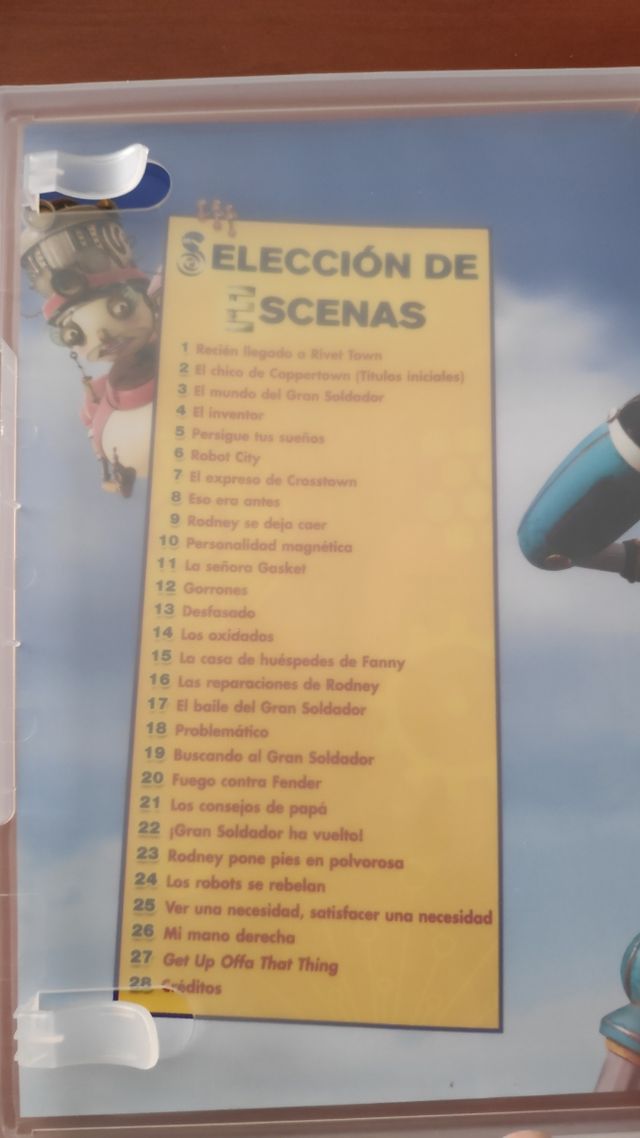 SELECCIÓN DE
ESCENAS
1 Recién llegado a Rivet Town
2 El chico de Coppertown (Títulos iniciales)
3 El mundo del Gran Soldador
4 El inventor
5 Persigue tus sueños
6 Robot City
7 El expreso de Crosstown
8 Eso era antes
9 Rodney se deja caer
10 Personalidad magnética
11 La señora Gasket
12 Gorrones
13 Desfasado
14 Los oxidados
15 La casa de huéspedes de Fanny
16 Las reparaciones de Rodney
17 El baile del Gran Soldador
18 Problemático
19 Buscando al Gran Soldador
20 Fuego contra Fender
21 Los consejos de papá
22 ¡Gran Soldador ha vuelto!
23 Rodney pone pies en polvorosa
24 Los robots se rebelan
25 Ver una necesidad, satisfacer una necesidad
26 Mi mano derecha
27 Get Up Offa That Thing
28 Créditos